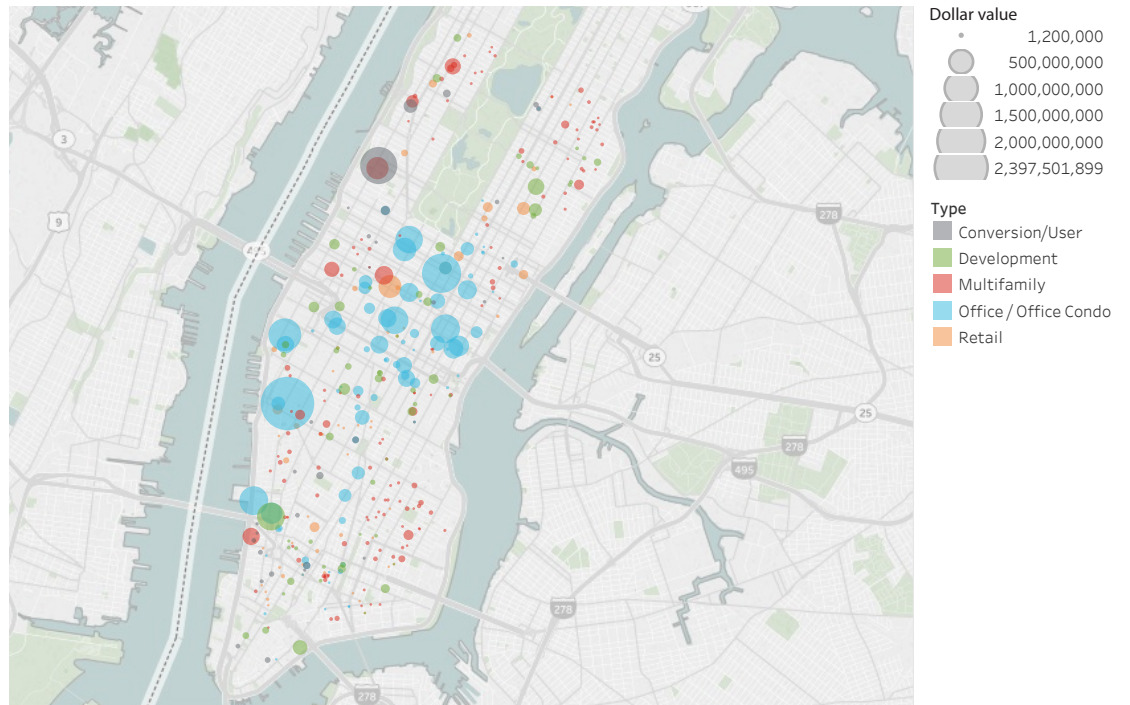 Dollar value
1,200,000
500,000,000
1,000,000,000
1,500,000,000
2,000,000,000
2,397,501,899
Type
Conversion/User
Development
Multifamily
Office / Office Condo
Retail
3
9
278
25
25
278
495
278
278